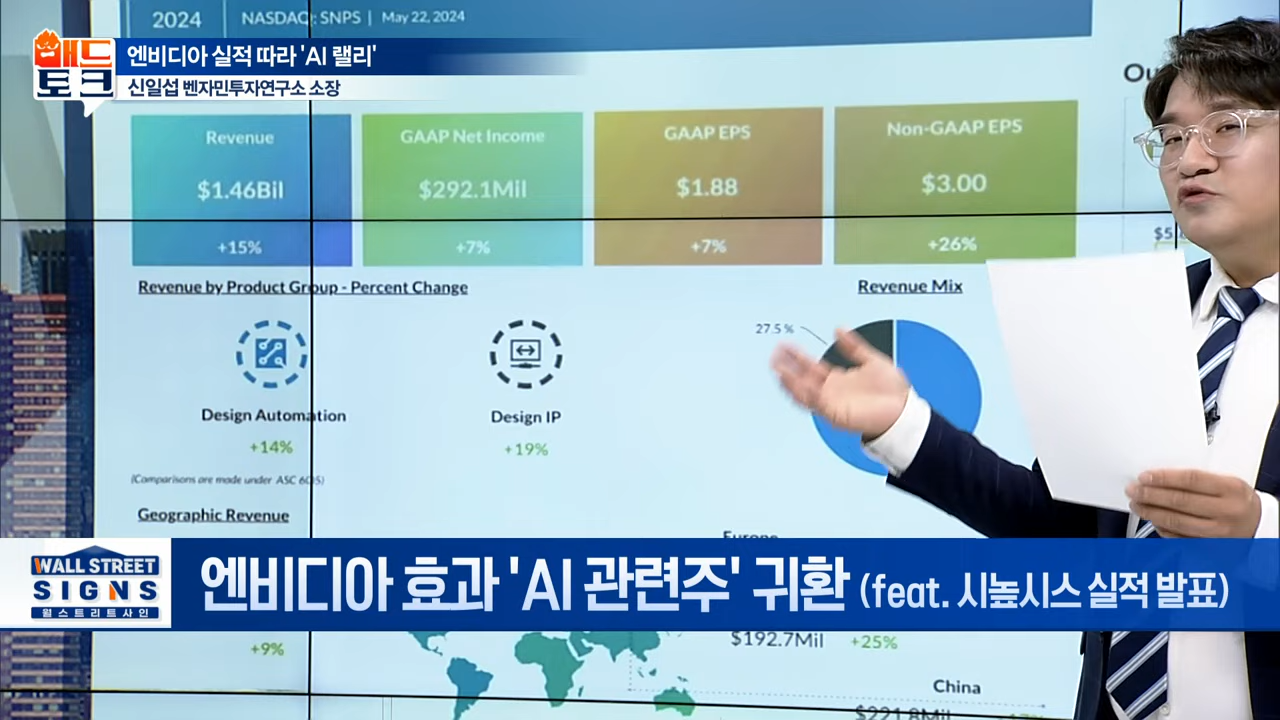 2024 NASDAQ: SNPS | May 22, 2024
매드토크
엔비디아 실적 따라 'AI 랠리'
신일섭 벤자민투자연구소 소장
Revenue
$1.46Bil
+15%
GAAP Net Income
$292.1Mil
+7%
GAAP EPS
$1.88
+7%
Non-GAAP EPS
$3.00
+26%
Revenue by Product Group - Percent Change
Design Automation
+14%
Design IP
+19%
(Comparisons are made under ASC 605)
Revenue Mix
27.5%
Geographic Revenue
Europe
WALL STREET
SIGNS
월스트리트사인
엔비디아 효과 'AI 관련주' 귀환 (feat. 시높시스 실적 발표)
+9%
$192.7Mil +25%
China
$221.8Mil